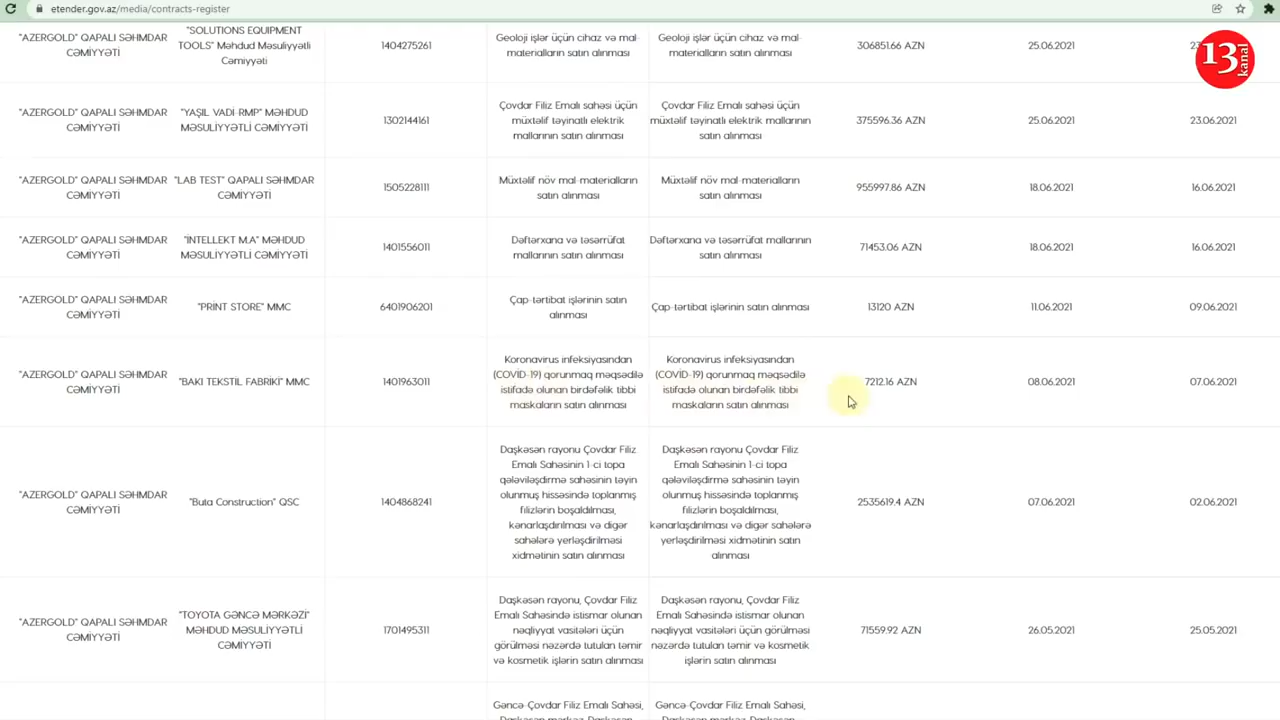 etender.gov.az/media/contracts-register
13
kanal
"AZERGOLD" QAPALI SƏHMDAR
CƏMİYYƏTİ
"SOLUTIONS EQUIPMENT
TOOLS" Məhdud Məsuliyyətli
Cəmiyyəti
1404275261
Geoloji işlər üçün cihaz və mal-
materialların satın alınması
Geoloji işlər üçün cihaz və mal-
materialların satın alınması
306851.66 AZN
25.06.2021
"AZERGOLD" QAPALI SƏHMDAR
CƏMİYYƏTİ
"YAŞIL VADİ-RMP" MƏHDUD
MƏSULİYYƏTLİ CƏMİYYƏTİ
1302144161
Çovdar Filiz Emalı sahəsi üçün
müxtəlif təyinatlı elektrik
mallarının satın alınması
Çovdar Filiz Emalı sahəsi üçün
müxtəlif təyinatlı elektrik mallarının
satın alınması
375596.36 AZN
25.06.2021
23.06.2021
"AZERGOLD" QAPALI SƏHMDAR
CƏMİYYƏTİ
"LAB TEST" QAPALI SƏHMDAR
CƏMİYYƏTİ
1505228111
Müxtəlif növ mal-materialların
satın alınması
Müxtəlif növ mal-materialların
satın alınması
955997.86 AZN
18.06.2021
16.06.2021
"AZERGOLD" QAPALI SƏHMDAR
CƏMİYYƏTİ
"İNTELLEKT M.A" MƏHDUD
MƏSULİYYƏTLİ CƏMİYYƏTİ
1401556011
Dəftərxana və təsərrüfat
mallarının satın alınması
Dəftərxana və təsərrüfat mallarının
satın alınması
71453.06 AZN
18.06.2021
16.06.2021
"AZERGOLD" QAPALI SƏHMDAR
CƏMİYYƏTİ
"PRİNT STORE" MMC
6401906201
Çap-tərtibat işlərinin satın
alınması
Çap-tərtibat işlərinin satın alınması
13120 AZN
11.06.2021
09.06.2021
"AZERGOLD" QAPALI SƏHMDAR
CƏMİYYƏTİ
"BAKI TEKSTİL FABRİKİ" MMC
1401963011
Koronavirus infeksiyasından
(COVİD-19) qorunmaq məqsədilə
istifadə olunan birdəfəlik tibbi
maskaların satın alınması
Koronavirus infeksiyasından
(COVİD-19) qorunmaq məqsədilə
istifadə olunan birdəfəlik tibbi
maskaların satın alınması
7212.16 AZN
08.06.2021
07.06.2021
"AZERGOLD" QAPALI SƏHMDAR
CƏMİYYƏTİ
"Buta Construction" QSC
1404868241
Daşkəsən rayonu Çovdar Filiz
Emalı Sahəsinin 1-ci topa
qələviləşdirmə sahəsinin təyin
olunmuş hissəsində toplanmış
filizlərin boşaldılması,
kənarlaşdırılması və digər
sahələrə yerləşdirilməsi
xidmətinin satın alınması
Daşkəsən rayonu Çovdar Filiz
Emalı Sahəsinin 1-ci topa
qələviləşdirmə sahəsinin təyin
olunmuş hissəsində toplanmış
filizlərin boşaldılması,
kənarlaşdırılması və digər sahələrə
yerləşdirilməsi xidmətinin satın
alınması
2535619.4 AZN
07.06.2021
02.06.2021
"AZERGOLD" QAPALI SƏHMDAR
CƏMİYYƏTİ
"TOYOTA GƏNCƏ MƏRKƏZİ"
MƏHDUD MƏSULİYYƏTLİ
CƏMİYYƏTİ
1701495311
Daşkəsən rayonu, Çovdar Filiz
Emalı Sahəsində istismar olunan
nəqliyyat vasitələri üçün
görülməsi nəzərdə tutulan təmir
və kosmetik işlərin satın alınması
Daşkəsən rayonu, Çovdar Filiz
Emalı Sahəsində istismar olunan
nəqliyyat vasitələri üçün görülməsi
nəzərdə tutulan təmir və kosmetik
işlərin satın alınması
71559.92 AZN
26.05.2021
25.05.2021
Gəncə-Çovdar Filiz Emalı Sahəsi,
Gəncə-Çovdar Filiz Emalı Sahəsi,